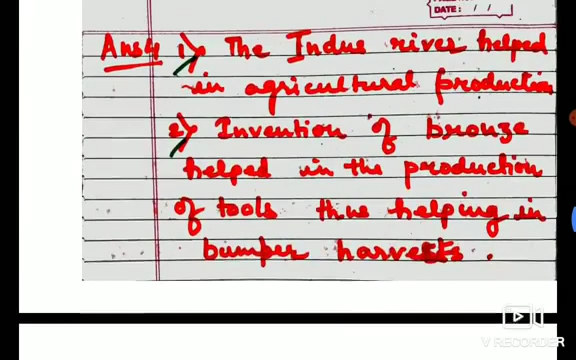 DATE: / /
Ans4 1) The Indus river helped
in agricultural production
2) Invention of bronze
helped in the production
of tools thus helping in
bumper harvests.
V RECORDER